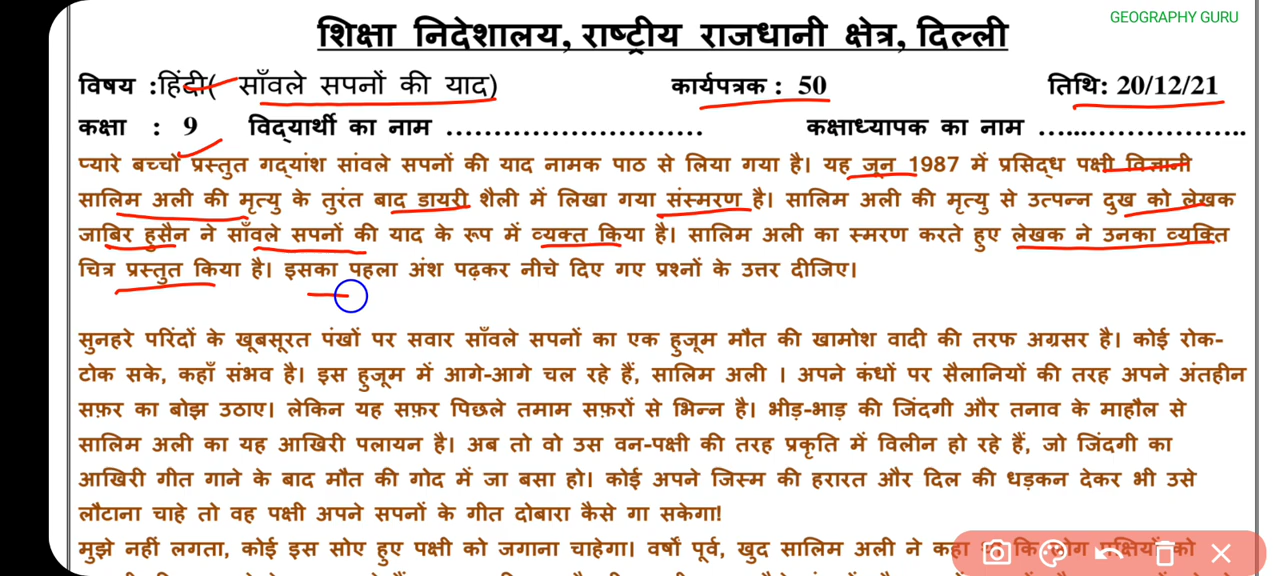 GEOGRAPHY GURU
शिक्षा निदेशालय, राष्ट्रीय राजधानी क्षेत्र, दिल्ली
विषय :हिंदी( साँवले सपनों की याद) कार्यपत्रक : 50 तिथि: 20/12/21
कक्षा : 9 विद्यार्थी का नाम ........................... कक्षाध्यापक का नाम ......................
प्यारे बच्चों प्रस्तुत गद्यांश सांवले सपनों की याद नामक पाठ से लिया गया है। यह जून 1987 में प्रसिद्ध पक्षी विज्ञानी
सालिम अली की मृत्यु के तुरंत बाद डायरी शैली में लिखा गया संस्मरण है। सालिम अली की मृत्यु से उत्पन्न दुख को लेखक
जाबिर हुसैन ने साँवले सपनों की याद के रूप में व्यक्त किया है। सालिम अली का स्मरण करते हुए लेखक ने उनका व्यक्ति
चित्र प्रस्तुत किया है। इसका पहला अंश पढ़कर नीचे दिए गए प्रश्नों के उत्तर दीजिए।
सुनहरे परिंदों के खूबसूरत पंखों पर सवार साँवले सपनों का एक हुजूम मौत की खामोश वादी की तरफ अग्रसर है। कोई रोक-
टोक सके, कहाँ संभव है। इस हुजूम में आगे-आगे चल रहे हैं, सालिम अली । अपने कंधों पर सैलानियों की तरह अपने अंतहीन
सफ़र का बोझ उठाए। लेकिन यह सफ़र पिछले तमाम सफ़रों से भिन्न है। भीड़-भाड़ की जिंदगी और तनाव के माहौल से
सालिम अली का यह आखिरी पलायन है। अब तो वो उस वन-पक्षी की तरह प्रकृति में विलीन हो रहे हैं, जो जिंदगी का
आखिरी गीत गाने के बाद मौत की गोद में जा बसा हो। कोई अपने जिस्म की हरारत और दिल की धड़कन देकर भी उसे
लौटाना चाहे तो वह पक्षी अपने सपनों के गीत दोबारा कैसे गा सकेगा!
मुझे नहीं लगता, कोई इस सोए हुए पक्षी को जगाना चाहेगा। वर्षों पूर्व, खुद सालिम अली ने कहा था कि लोग पक्षियों को